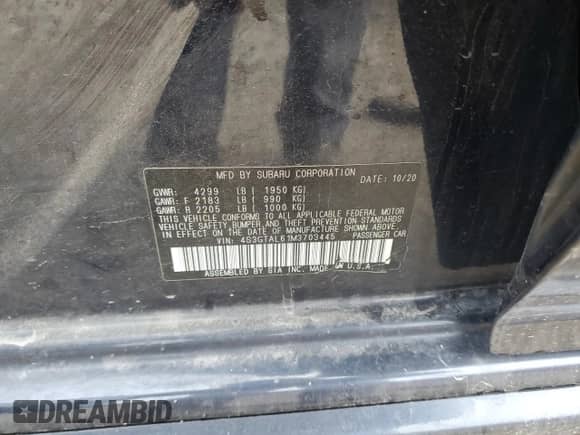 MFD BY SUBARU CORPORATION
DATE: 10/20
GVWR: 4299 LB( 1950 KG)
GAWR: F 2183 LB( 990 KG)
GAWR: R 2205 LB( 1000 KG)
THIS VEHICLE CONFORMS TO ALL APPLICABLE FEDERAL MOTOR
VEHICLE SAFETY, BUMPER AND THEFT PREVENTION STANDARDS
IN EFFECT ON THE DATE OF MANUFACTURE SHOWN ABOVE.
VIN: 4S3GTAL61M3703445 PASSENGER CAR
ASSEMBLED BY SIA INC. MADE IN U.S.A.
DREAMBID